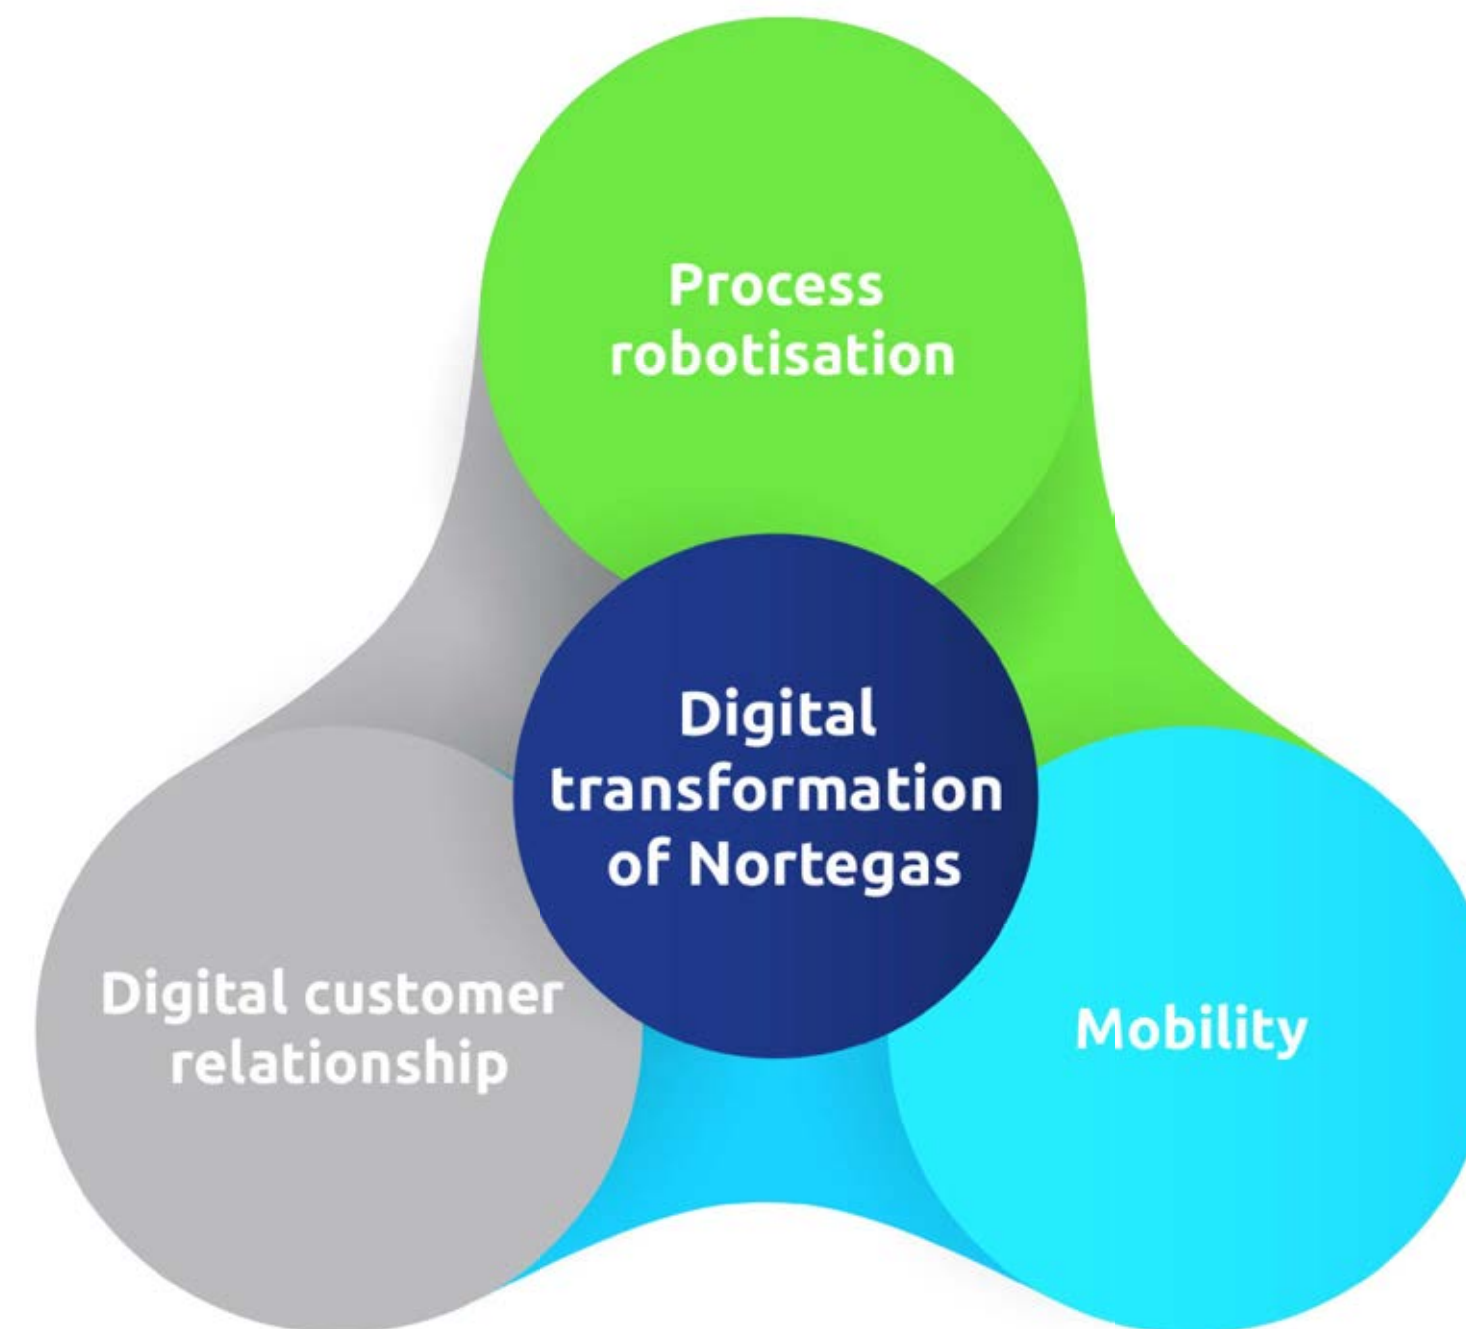 Process
robotisation
Digital
transformation
of Nortegas
Digital customer
relationship
Mobility